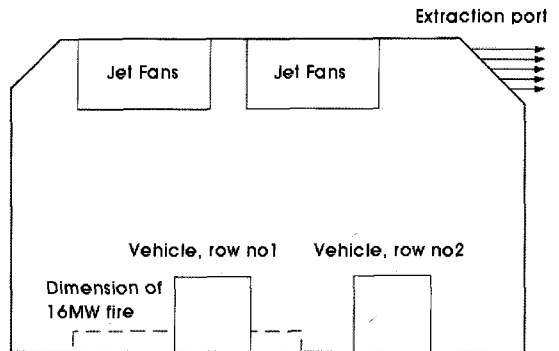 Extraction port
Jet Fans
Jet Fans
Vehicle, row no1
Vehicle, row no2
Dimension of
16MW fire